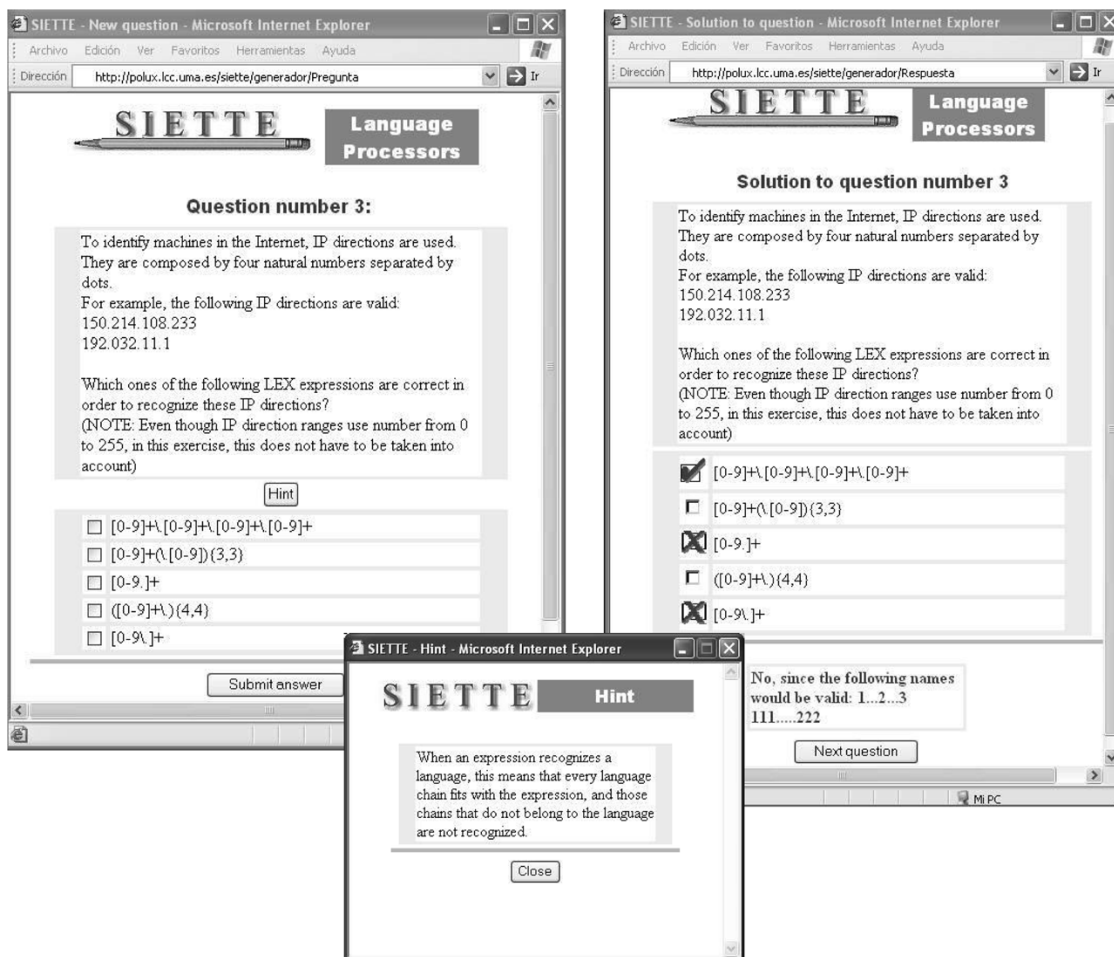 SIETTE - New question - Microsoft Internet Explorer
Archivo Edición Ver Favoritos Herramientas Ayuda
Dirección http://polux.lcc.uma.es/siette/generador/Pregunta Ir
SIETTE
Language
Processors
Question number 3:
To identify machines in the Internet, IP directions are used.
They are composed by four natural numbers separated by
dots.
For example, the following IP directions are valid:
150.214.108.233
192.032.11.1
Which ones of the following LEX expressions are correct in
order to recognize these IP directions?
(NOTE: Even though IP direction ranges use number from 0
to 255, in this exercise, this does not have to be taken into
account)
Hint
[0-9]+\.[0-9]+\.[0-9]+\.[0-9]+
[0-9]+(\.[0-9]){3,3}
[0-9.]+
([0-9]+\.){4,4}
[0-9\.]+
Submit answer
SIETTE - Solution to question - Microsoft Internet Explorer
Archivo Edición Ver Favoritos Herramientas Ayuda
Dirección http://polux.lcc.uma.es/siette/generador/Respuesta Ir
SIETTE
Language
Processors
Solution to question number 3
To identify machines in the Internet, IP directions are used.
They are composed by four natural numbers separated by
dots.
For example, the following IP directions are valid:
150.214.108.233
192.032.11.1
Which ones of the following LEX expressions are correct in
order to recognize these IP directions?
(NOTE: Even though IP direction ranges use number from 0
to 255, in this exercise, this does not have to be taken into
account)
[0-9]+\.[0-9]+\.[0-9]+\.[0-9]+
[0-9]+(\.[0-9]){3,3}
[0-9.]+
([0-9]+\.){4,4}
[0-9\.]+
No, since the following names
would be valid: 1...2...3
111.....222
Next question
Mi PC
SIETTE - Hint - Microsoft Internet Explorer
SIETTE
Hint
When an expression recognizes a
language, this means that every language
chain fits with the expression, and those
chains that do not belong to the language
are not recognized.
Close